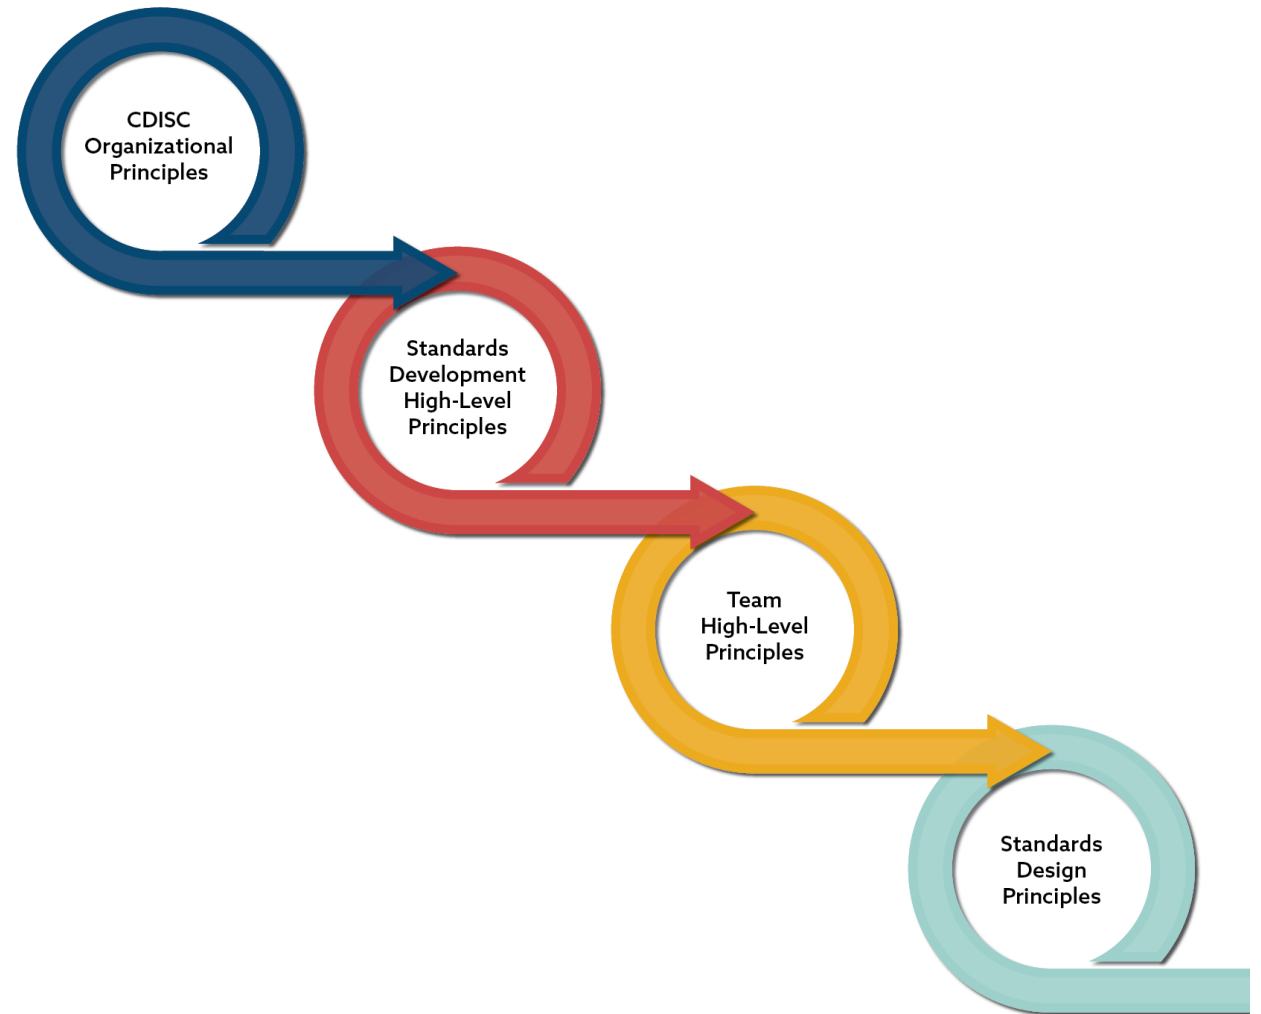 CDISC
Organizational
Principles
Standards
Development
High-Level
Principles
Team
High-Level
Principles
Standards
Design
Principles